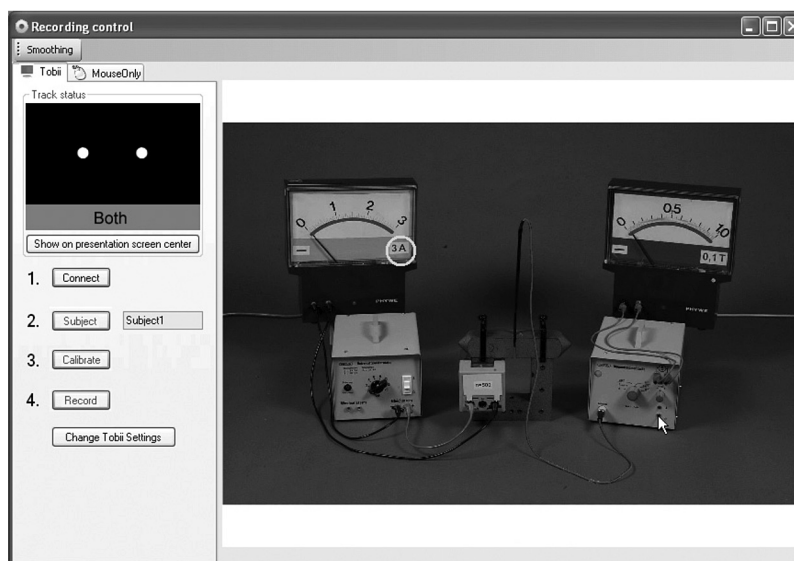 Recording control
Smoothing
Tobii MouseOnly
Track status
Both
Show on presentation screen center
1. Connect
2. Subject Subject1
3. Calibrate
4. Record
Change Tobii Settings
0 1 2 3
3 A
PHYWE
0 0.5 1.0
0,1 T
PHYWE
n=500